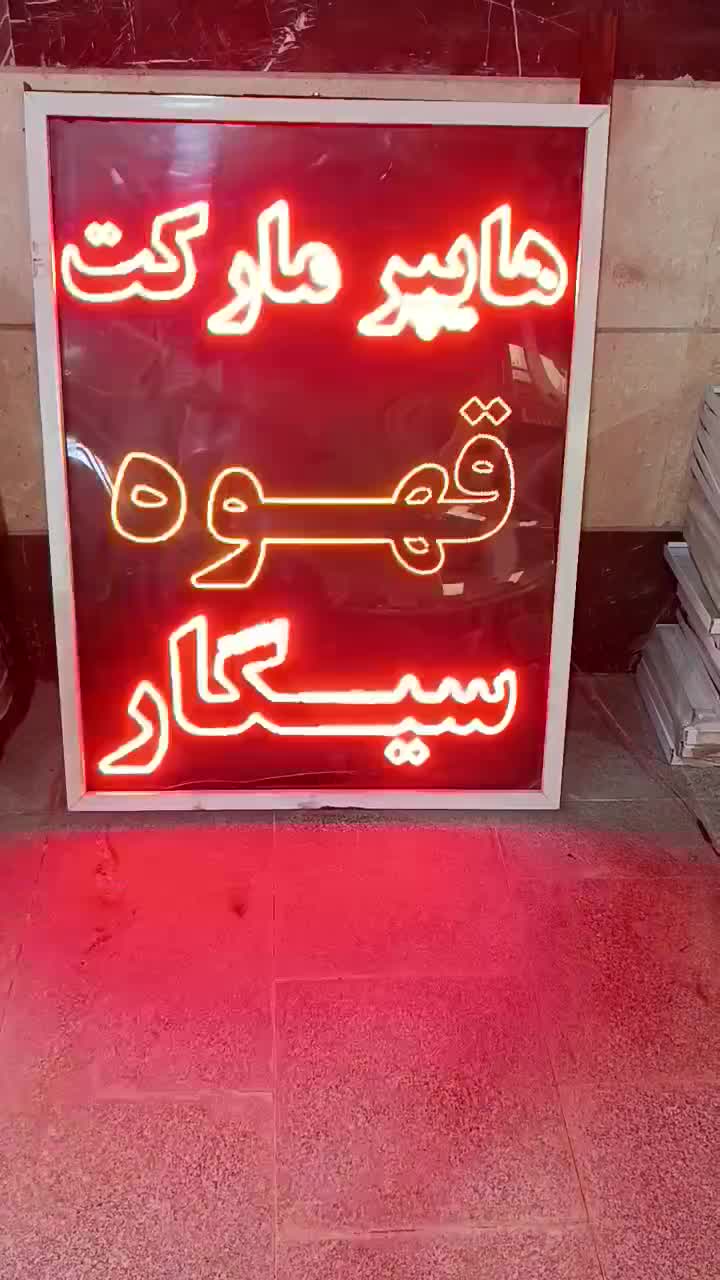 هایپر مارکت
قهوه
سیگار